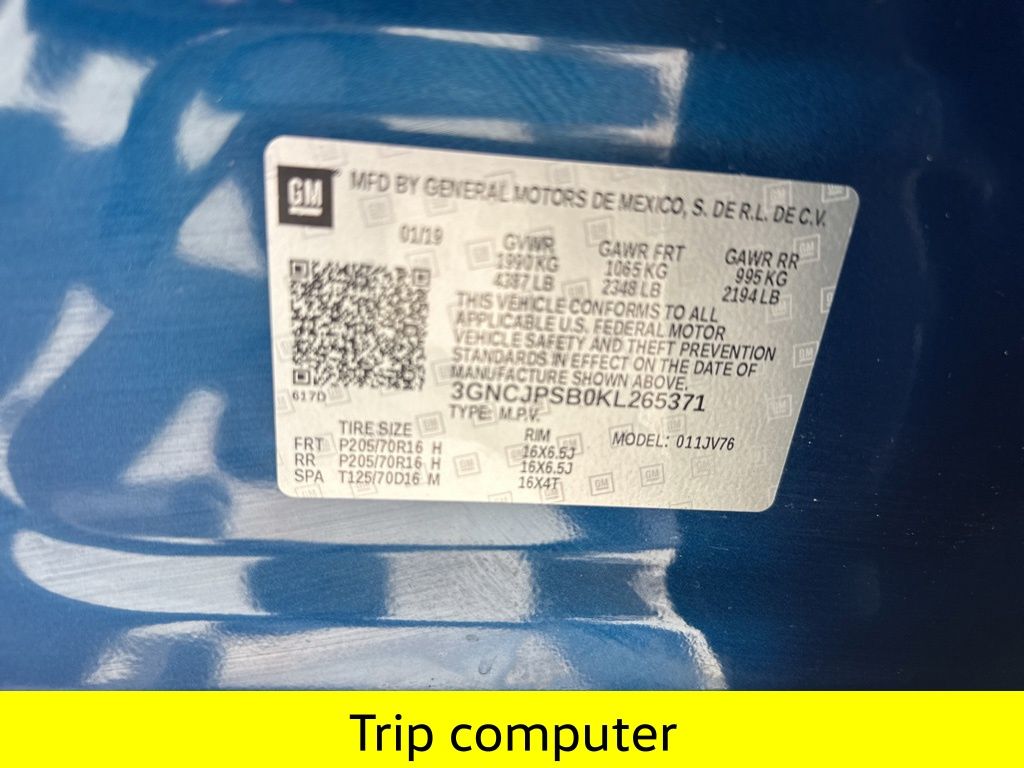 GM
MFD BY GENERAL MOTORS DE MEXICO, S. DE R.L. DE C.V.
01/19 GVWR GAWR FRT GAWR RR
1990 KG 1065 KG 995 KG
4387 LB 2348 LB 2194 LB
THIS VEHICLE CONFORMS TO ALL
APPLICABLE U.S. FEDERAL MOTOR
VEHICLE SAFETY AND THEFT PREVENTION
STANDARDS IN EFFECT ON THE DATE OF
MANUFACTURE SHOWN ABOVE.
617D 3GNCJPSB0KL265371
TYPE: M.P.V.
TIRE SIZE RIM MODEL: 011JV76
FRT P205/70R16 H 16X6.5J
RR P205/70R16 H 16X6.5J
SPA T125/70D16 M 16X4T
Trip computer